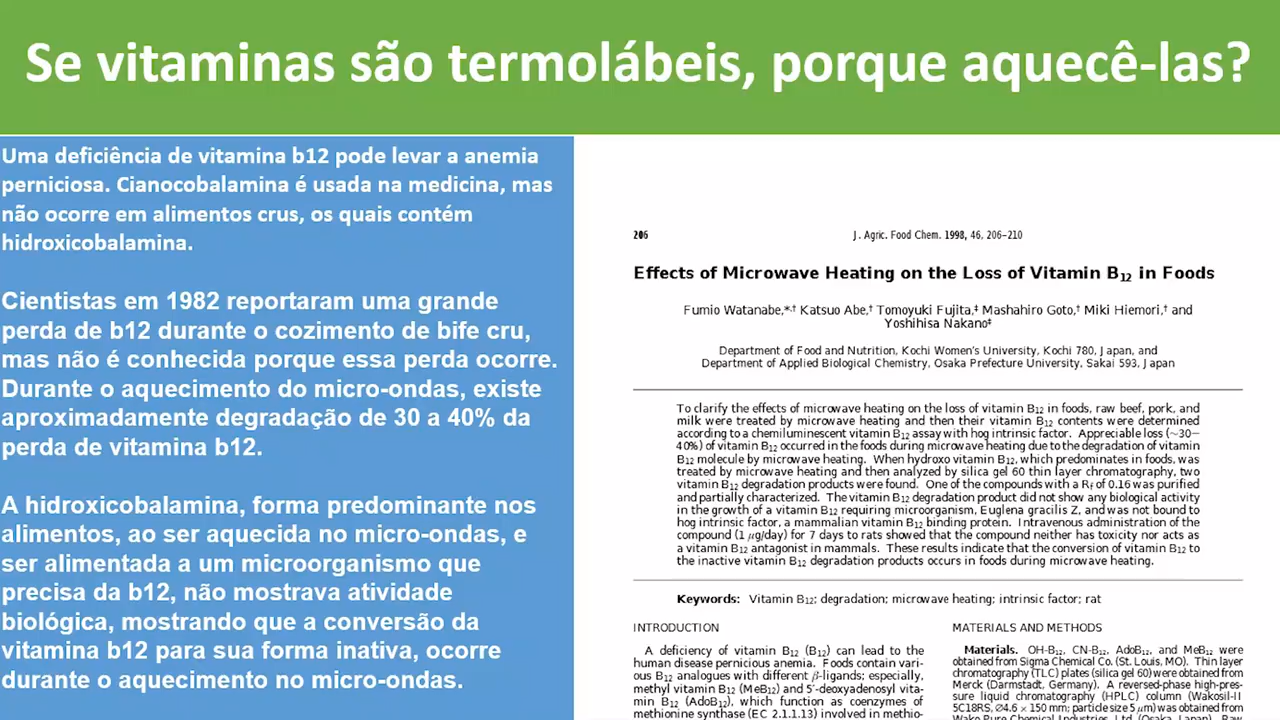 Se vitaminas são termolábeis, porque aquecê-las?
Uma deficiência de vitamina b12 pode levar a anemia
perniciosa. Cianocobalamina é usada na medicina, mas
não ocorre em alimentos crus, os quais contém
hidroxicobalamina.
Cientistas em 1982 reportaram uma grande
perda de b12 durante o cozimento de bife cru,
mas não é conhecida porque essa perda ocorre.
Durante o aquecimento do micro-ondas, existe
aproximadamente degradação de 30 a 40% da
perda de vitamina b12.
A hidroxicobalamina, forma predominante nos
alimentos, ao ser aquecida no micro-ondas, e
ser alimentada a um microorganismo que
precisa da b12, não mostrava atividade
biológica, mostrando que a conversão da
vitamina b12 para sua forma inativa, ocorre
durante o aquecimento no micro-ondas.
206
J. Agric. Food Chem. 1998, 46, 206−210
Effects of Microwave Heating on the Loss of Vitamin B12 in Foods
Fumio Watanabe,*,† Katsuo Abe,† Tomoyuki Fujita,‡ Mashahiro Goto,† Miki Hiemori,† and
Yoshihisa Nakano‡
Department of Food and Nutrition, Kochi Women's University, Kochi 780, Japan, and
Department of Applied Biological Chemistry, Osaka Prefecture University, Sakai 593, Japan
To clarify the effects of microwave heating on the loss of vitamin B12 in foods, raw beef, pork, and
milk were treated by microwave heating and then their vitamin B12 contents were determined
according to a chemiluminescent vitamin B12 assay with hog intrinsic factor. Appreciable loss (~30−
40%) of vitamin B12 occurred in the foods during microwave heating due to the degradation of vitamin
B12 molecule by microwave heating. When hydroxo vitamin B12, which predominates in foods, was
treated by microwave heating and then analyzed by silica gel 60 thin layer chromatography, two
vitamin B12 degradation products were found. One of the compounds with a Rf of 0.16 was purified
and partially characterized. The vitamin B12 degradation product did not show any biological activity
in the growth of a vitamin B12 requiring microorganism, Euglena gracilis Z, and was not bound to
hog intrinsic factor, a mammalian vitamin B12 binding protein. Intravenous administration of the
compound (1 µg/day) for 7 days to rats showed that the compound neither has toxicity nor acts as
a vitamin B12 antagonist in mammals. These results indicate that the conversion of vitamin B12 to
the inactive vitamin B12 degradation products occurs in foods during microwave heating.
Keywords: Vitamin B12; degradation; microwave heating; intrinsic factor; rat
INTRODUCTION
A deficiency of vitamin B12 (B12) can lead to the
human disease pernicious anemia. Foods contain vari-
ous B12 analogues with different β-ligands; especially,
methyl vitamin B12 (MeB12) and 5′-deoxyadenosyl vita-
min B12 (AdoB12), which function as coenzymes of
methionine synthase (EC 2.1.1.13) involved in methio-
MATERIALS AND METHODS
Materials. OH-B12, CN-B12, AdoB12, and MeB12 were
obtained from Sigma Chemical Co. (St. Louis, MO). Thin layer
chromatography (TLC) plates (silica gel 60) were obtained from
Merck (Darmstadt, Germany). A reversed-phase high-pres-
sure liquid chromatography (HPLC) column (Wakosil-II
5C18RS, Ø4.6 × 150 mm; particle size 5 µm) was obtained from
Wako Pure Chemical Industries, Ltd. (Osaka, Japan). Raw